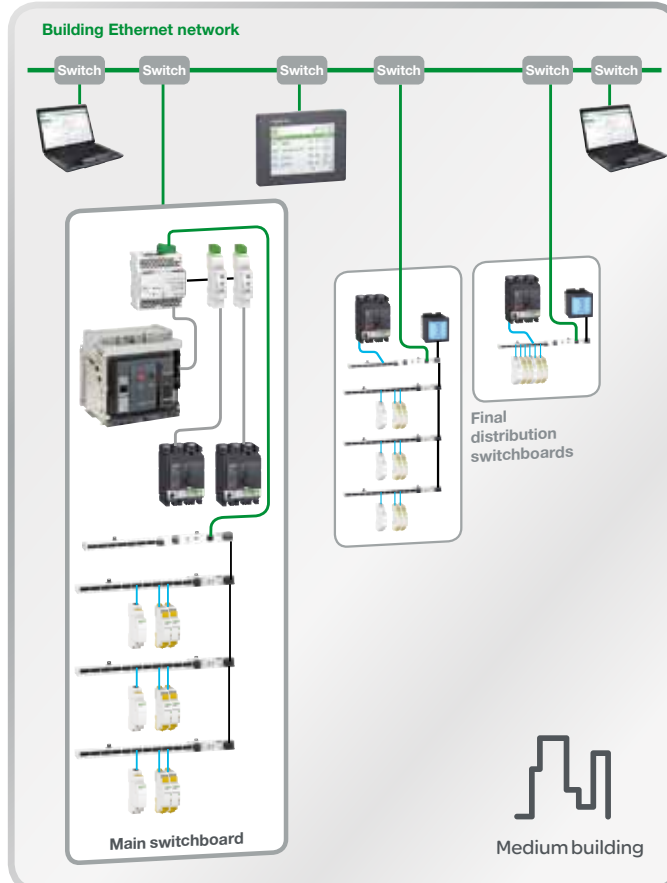 Building Ethernet network
Switch Switch Switch Switch Switch Switch
Final
distribution
switchboards
Main switchboard
Medium building